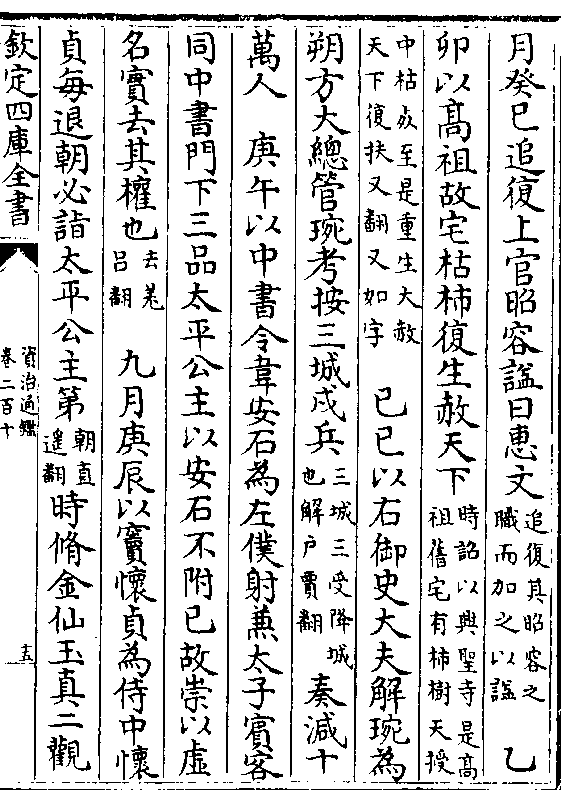 月癸巳追復上官昭容諡曰惠文追復其昭容之職而加之以諡 乙
卯以髙祖故宅枯柿復生赦天下時詔以興聖寺是髙祖舊宅有柿樹天授
中枯死至是重生大赦天下復扶又翻又如字 己巳以右御史大夫解琬為
朔方大總管琬考按三城戍兵三城三受降城也解户賈翻奏減十
萬人 庚午以中書令韋安石為左僕射兼太子賓客
同中書門下三品太平公主以安石不附己故崇以虛
名實去其權也去羌吕翻 九月庚辰以竇懷貞為侍中懷
貞每退朝必詣太平公主第朝直遥翻時脩金仙玉真二觀
欽定四庫全書
資治通鑑
卷二百十
十五